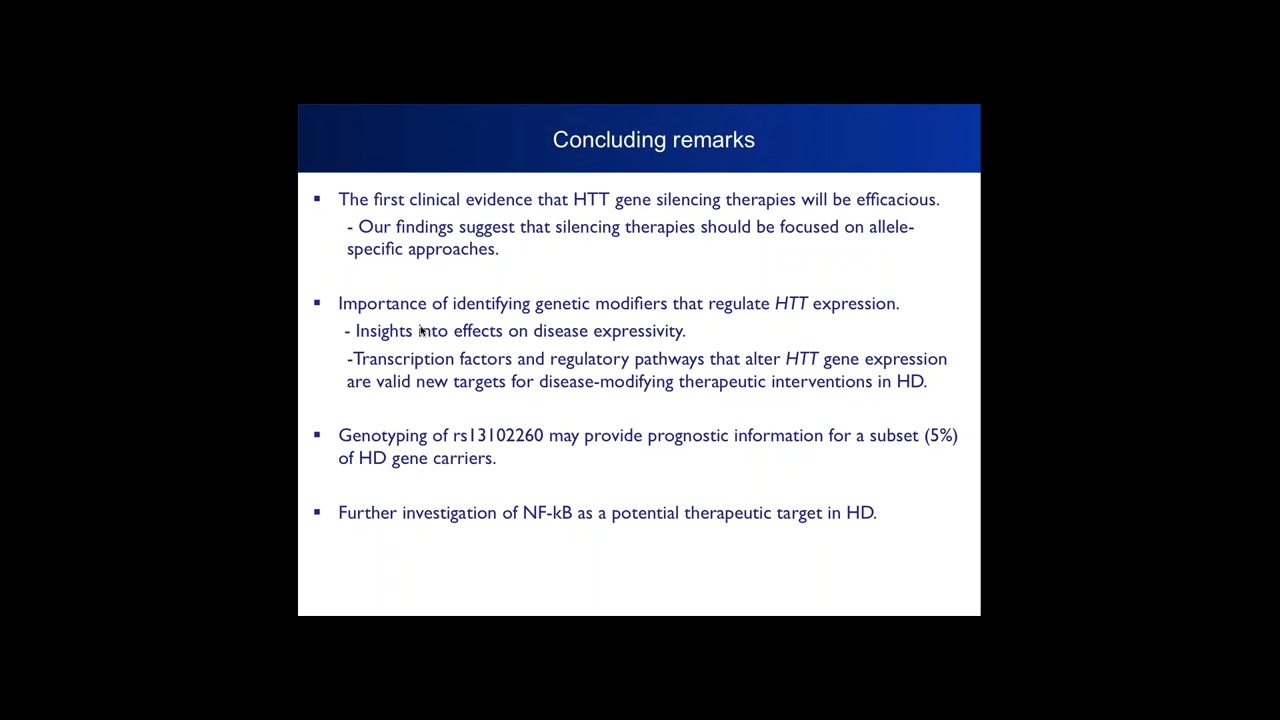 Concluding remarks
▪ The first clinical evidence that HTT gene silencing therapies will be efficacious.
- Our findings suggest that silencing therapies should be focused on allele-
specific approaches.
▪ Importance of identifying genetic modifiers that regulate HTT expression.
- Insights into effects on disease expressivity.
-Transcription factors and regulatory pathways that alter HTT gene expression
are valid new targets for disease-modifying therapeutic interventions in HD.
▪ Genotyping of rs13102260 may provide prognostic information for a subset (5%)
of HD gene carriers.
▪ Further investigation of NF-kB as a potential therapeutic target in HD.